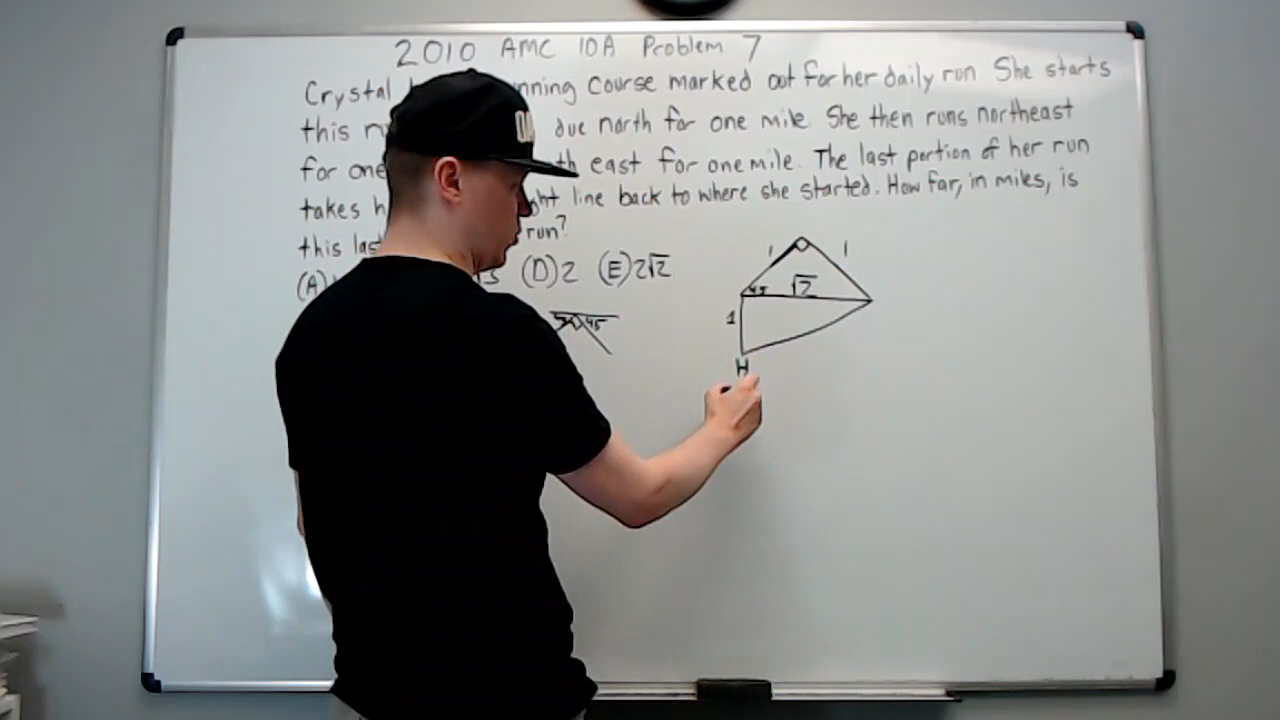 2010 AMC 10A Problem 7
Crystal nning course marked out for her daily run She starts
this due north for one mile. She then runs northeast
for one th east for one mile. The last portion of her run
takes ht line back to where she started. How far, in miles, is
this las run?
(A) (D) 2 (E) 2√2
45
1 1
45 √2
1
H